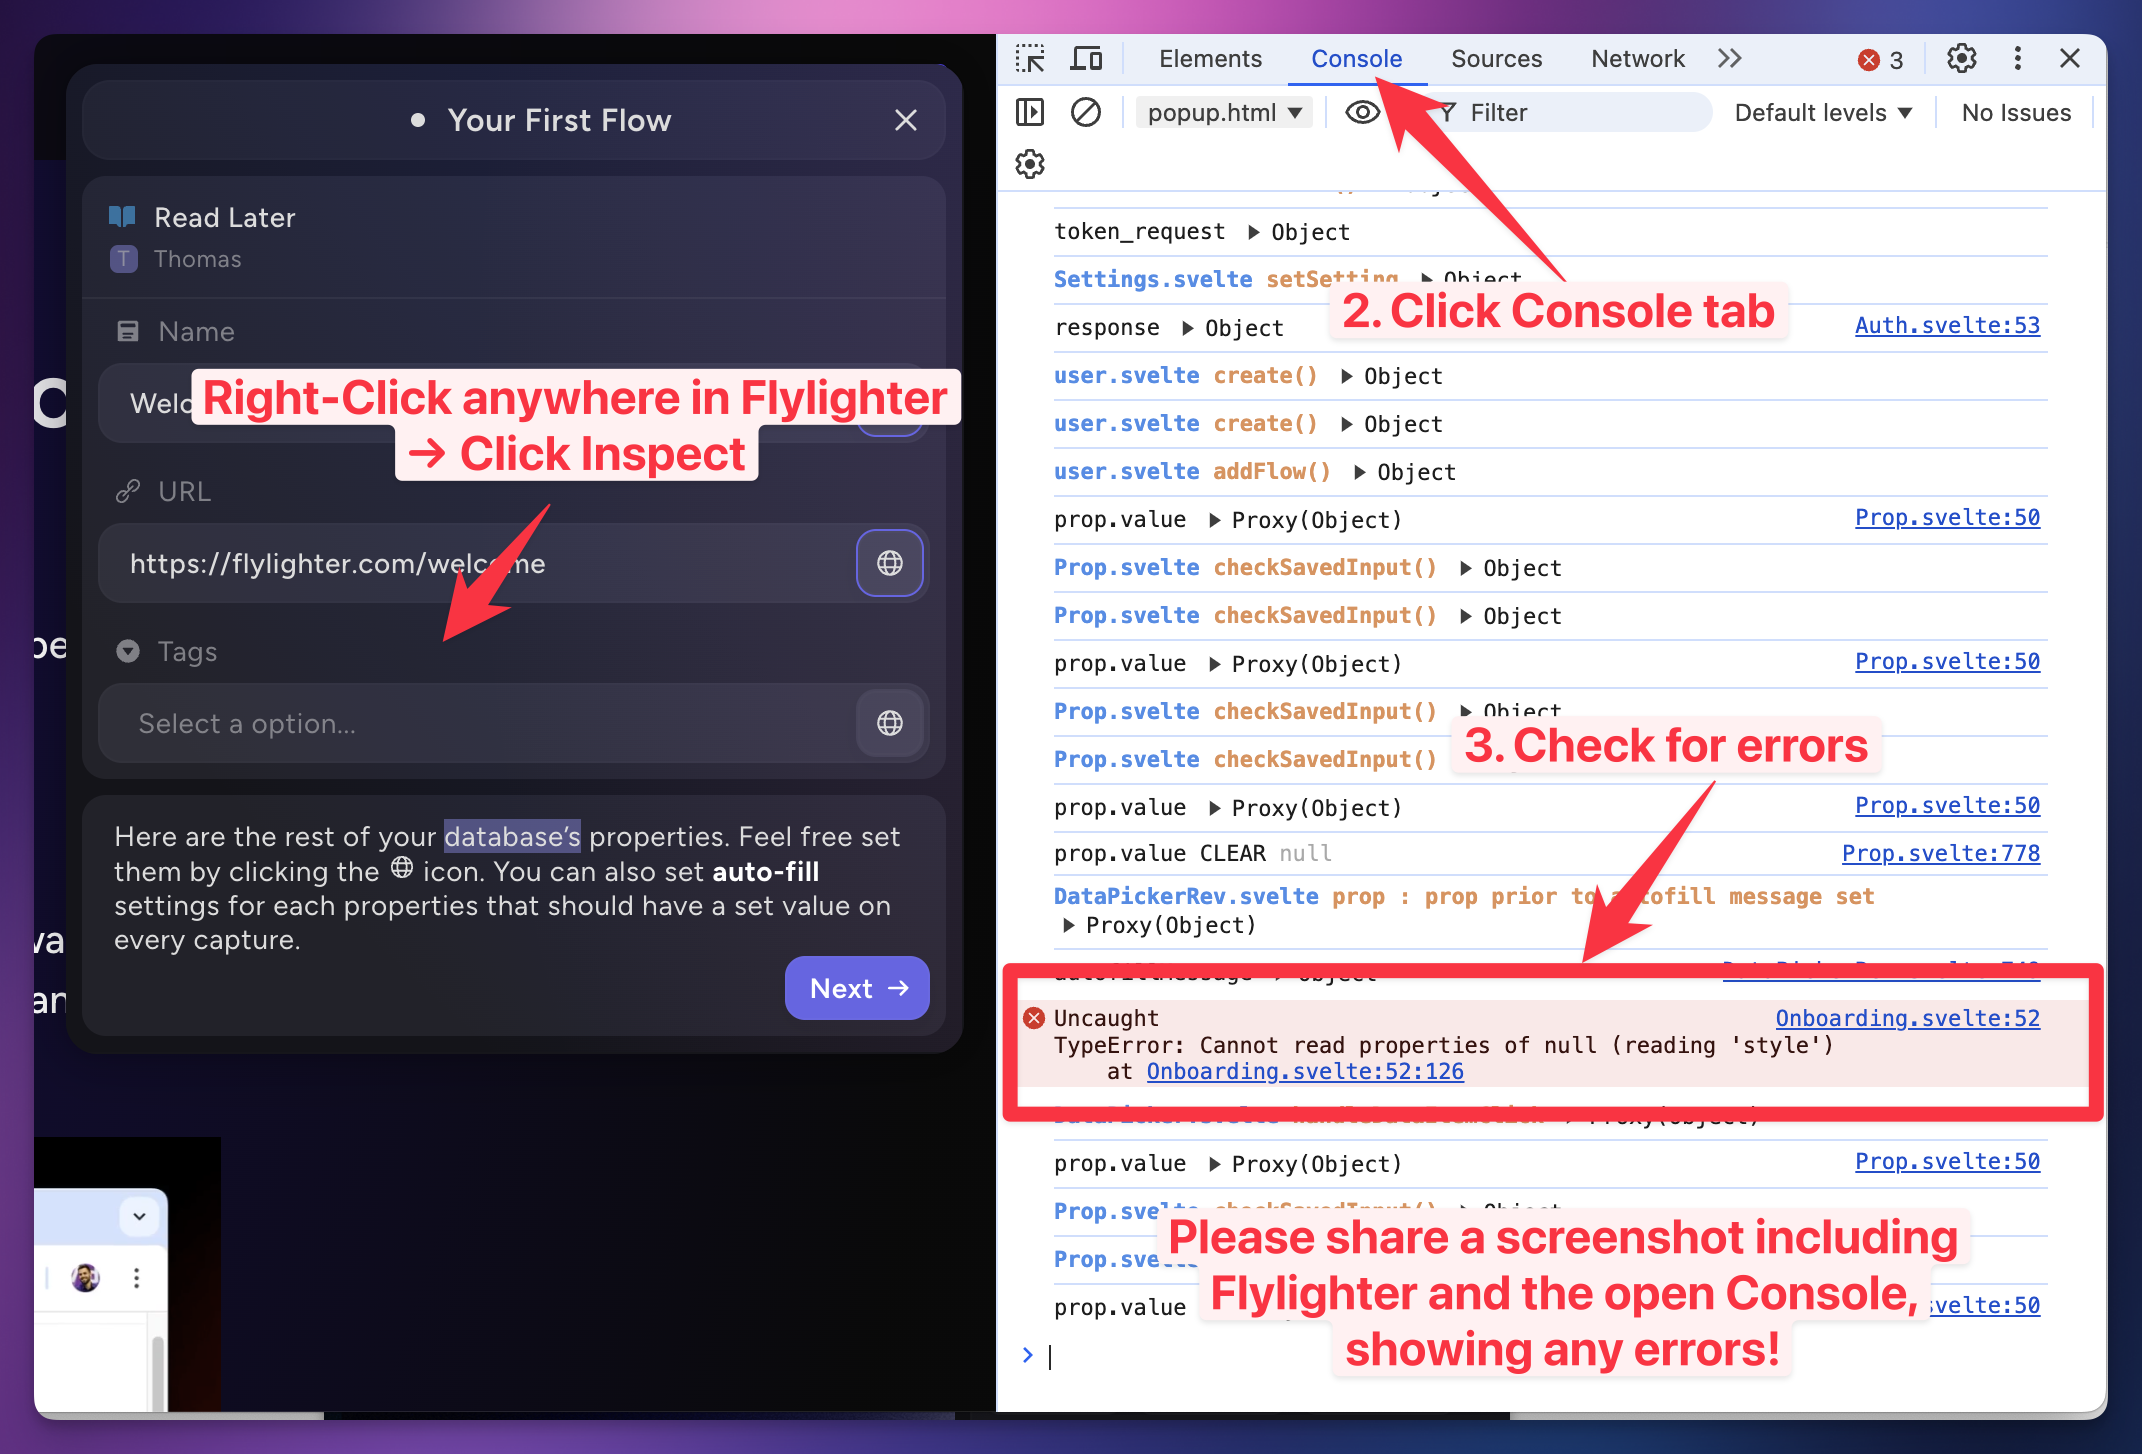 Your First Flow
Read Later
T Thomas
Name
Welc
Right-Click anywhere in Flylighter
→ Click Inspect
URL
https://flylighter.com/welcome
Tags
Select a option...
Here are the rest of your database’s properties. Feel free set
them by clicking the icon. You can also set auto-fill
settings for each properties that should have a set value on
every capture.
Next →
Elements Console Sources Network 3
popup.html Filter Default levels No Issues
token_request ▶ Object
Settings.svelte setSetting ▶ Object
2. Click Console tab
response ▶ Object Auth.svelte:53
user.svelte create() ▶ Object
user.svelte create() ▶ Object
user.svelte addFlow() ▶ Object
prop.value ▶ Proxy(Object) Prop.svelte:50
Prop.svelte checkSavedInput() ▶ Object
Prop.svelte checkSavedInput() ▶ Object
prop.value ▶ Proxy(Object) Prop.svelte:50
Prop.svelte checkSavedInput() ▶ Object
3. Check for errors
Prop.svelte checkSavedInput()
prop.value ▶ Proxy(Object) Prop.svelte:50
prop.value CLEAR null Prop.svelte:778
DataPickerRev.svelte prop : prop prior to autofill message set
▶ Proxy(Object)
autofillMessage ▶ Object
Uncaught Onboarding.svelte:52
TypeError: Cannot read properties of null (reading 'style')
at Onboarding.svelte:52:126
Proxy(Object)
prop.value ▶ Proxy(Object) Prop.svelte:50
Prop.svelte checkSavedInput() ▶ Object
Please share a screenshot including
Flylighter and the open Console,
showing any errors!
Prop.sve
prop.value svelte:50